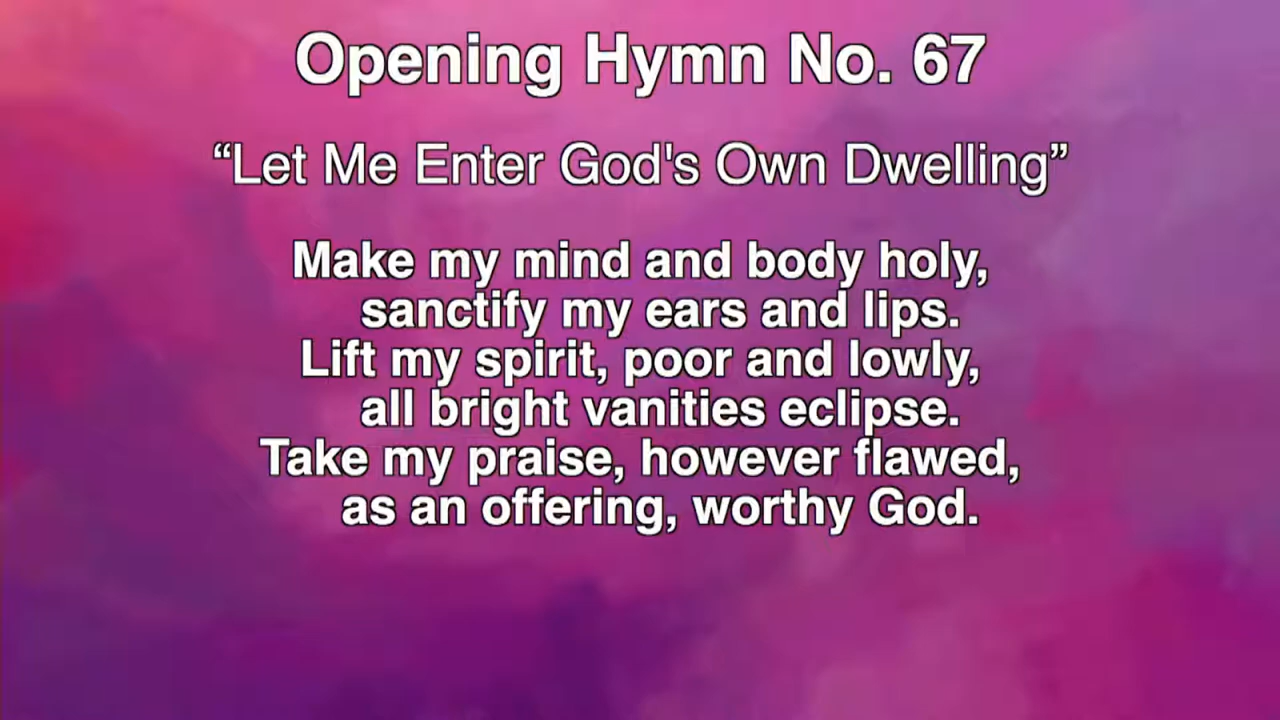 Opening Hymn No. 67
“Let Me Enter God's Own Dwelling”
Make my mind and body holy,
sanctify my ears and lips.
Lift my spirit, poor and lowly,
all bright vanities eclipse.
Take my praise, however flawed,
as an offering, worthy God.